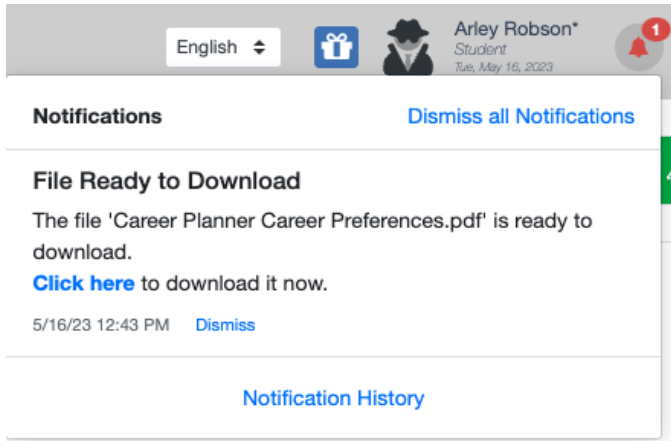 English
Arley Robson*
Student
Tue, May 16, 2023
1
Notifications
Dismiss all Notifications
File Ready to Download
The file 'Career Planner Career Preferences.pdf' is ready to
download.
Click here to download it now.
5/16/23 12:43 PM
Dismiss
Notification History